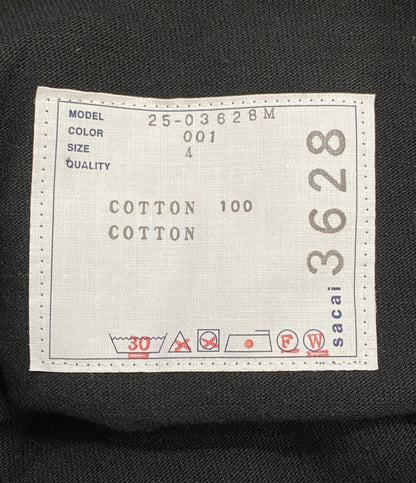 MODEL 25-03628M
COLOR 001
SIZE 4
QUALITY
COTTON 100
COTTON
30
F
W
sacai 3628